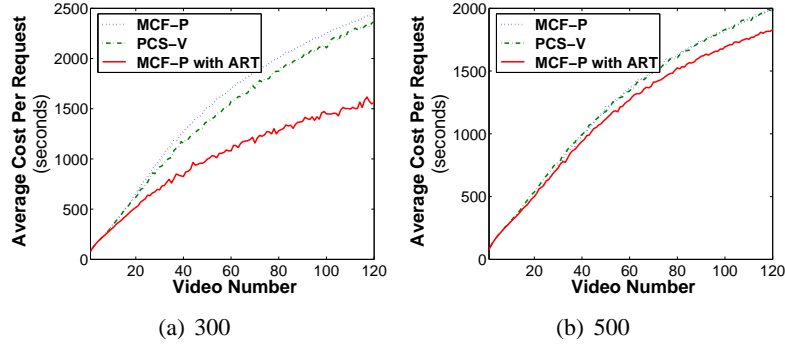 2500
2000
1500
1000
500
0
20 40 60 80 100 120
Average Cost Per Request
(seconds)
Video Number
MCF−P
PCS−V
MCF−P with ART
(a) 300
2000
1500
1000
500
0
20 40 60 80 100 120
Average Cost Per Request
(seconds)
Video Number
MCF−P
PCS−V
MCF−P with ART
(b) 500